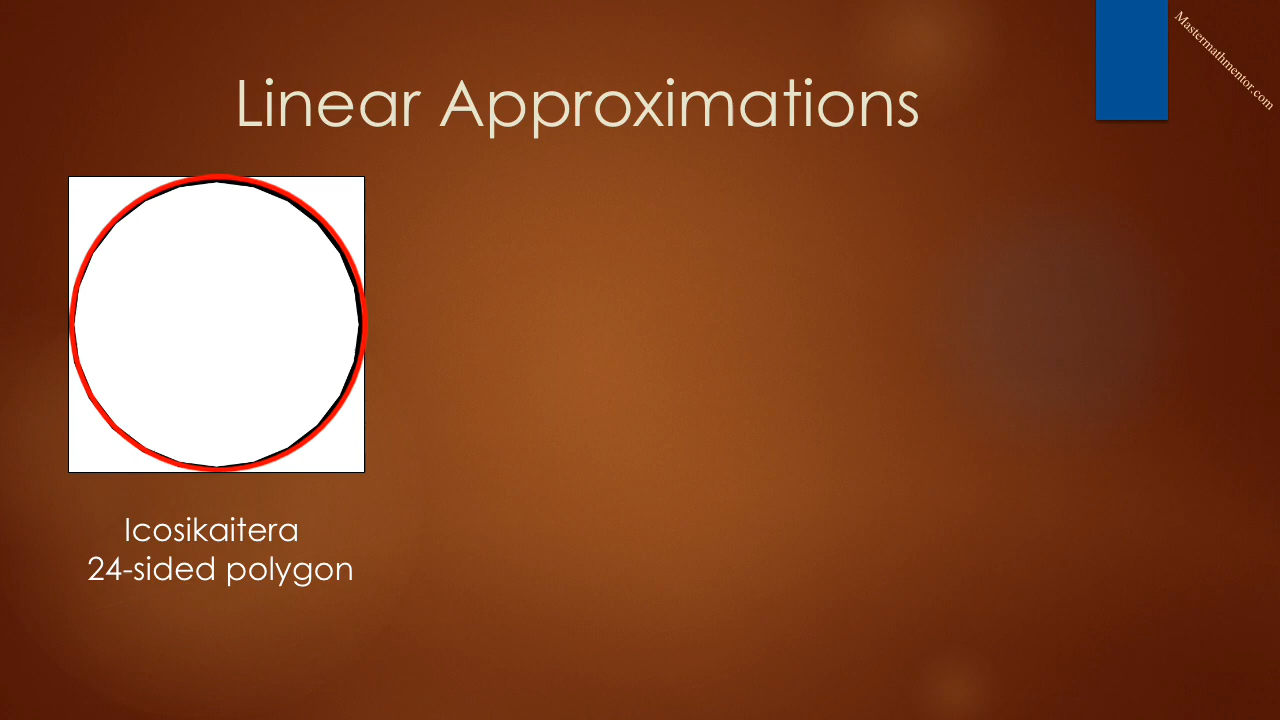 Mastermathmentor.com
Linear Approximations
Icosikaitera
24-sided polygon